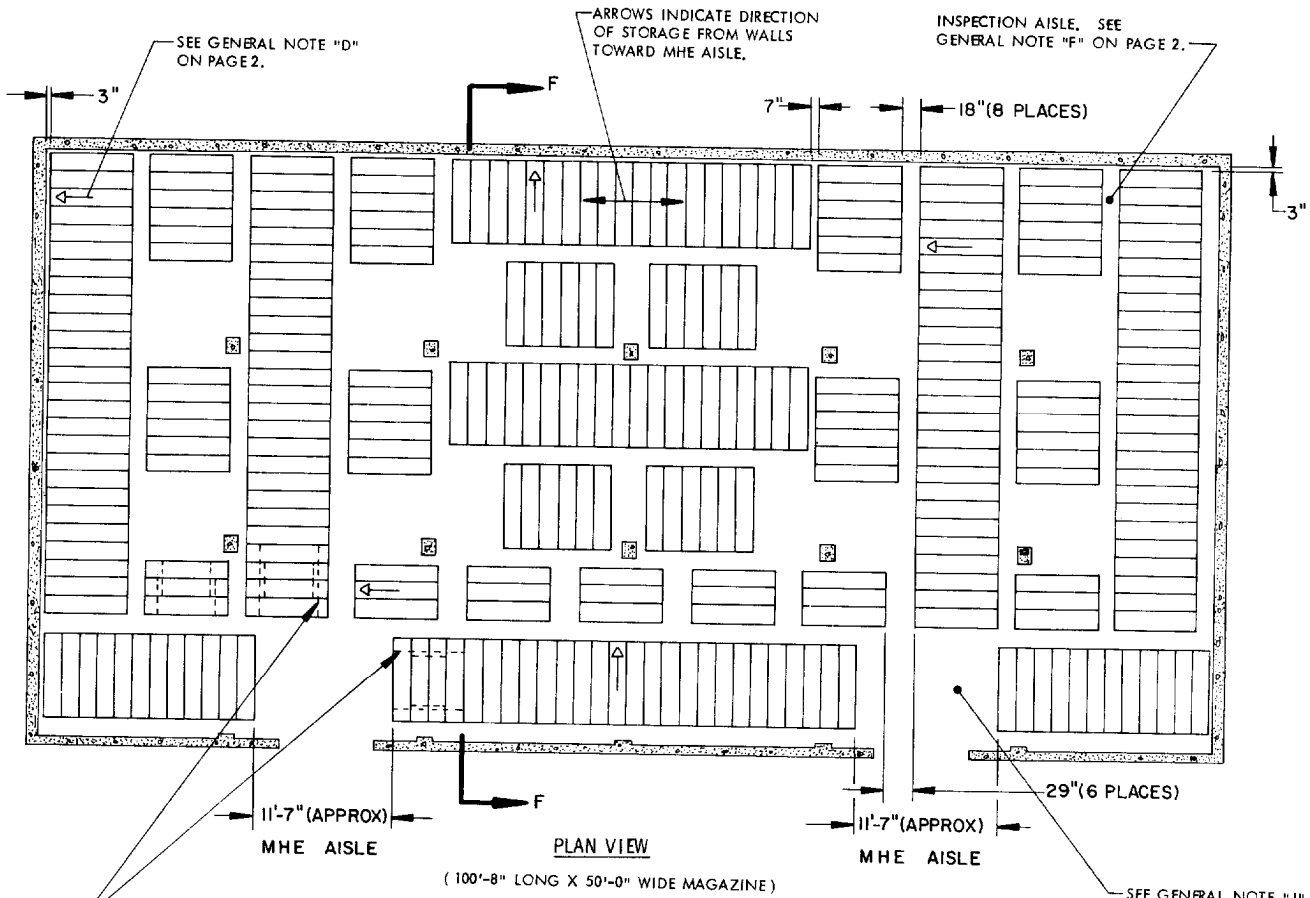 SEE GENERAL NOTE "D"
ON PAGE 2.
ARROWS INDICATE DIRECTION
OF STORAGE FROM WALLS
TOWARD MHE AISLE.
INSPECTION AISLE. SEE
GENERAL NOTE "F" ON PAGE 2.
3"
F
7"
18"(8 PLACES)
3"
29"(6 PLACES)
11'-7"(APPROX)
MHE AISLE
F
PLAN VIEW
(100'-8" LONG X 50'-0" WIDE MAGAZINE)
11'-7"(APPROX)
MHE AISLE
SEE GENERAL NOTE